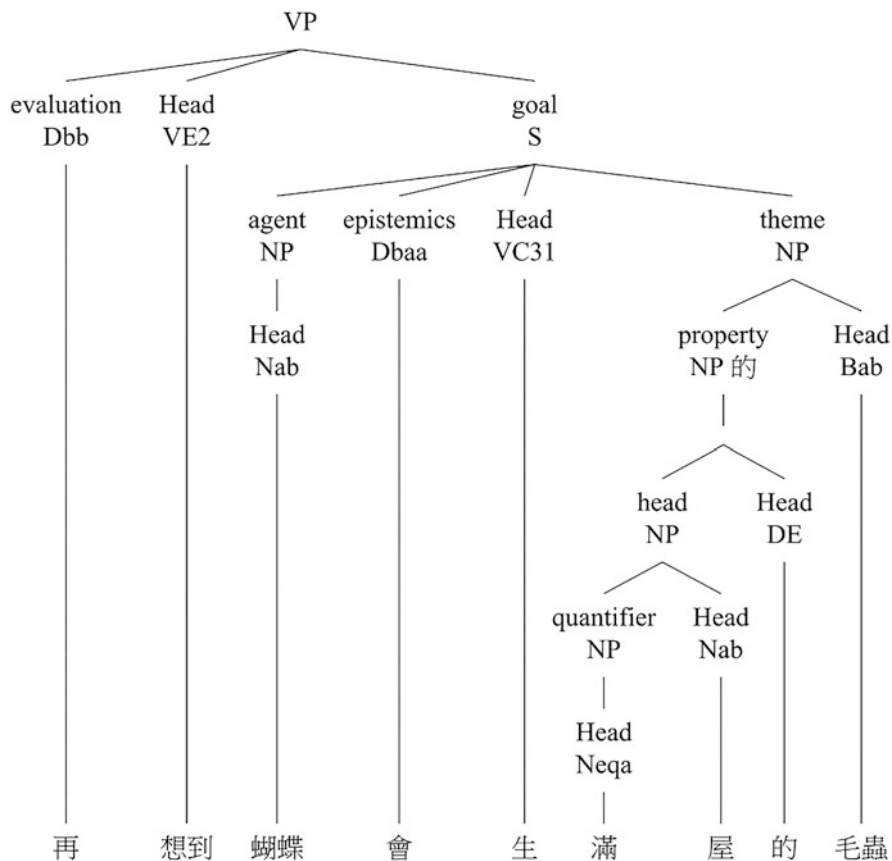 VP
evaluation Head goal
Dbb VE2 S
agent epistemics Head theme
NP Dbaa VC31 NP
Head property Head
Nab NP 的 Bab
head Head
NP DE
quantifier Head
NP Nab
Head
Neqa
再 想到 蝴蝶 會 生 滿 屋 的 毛蟲